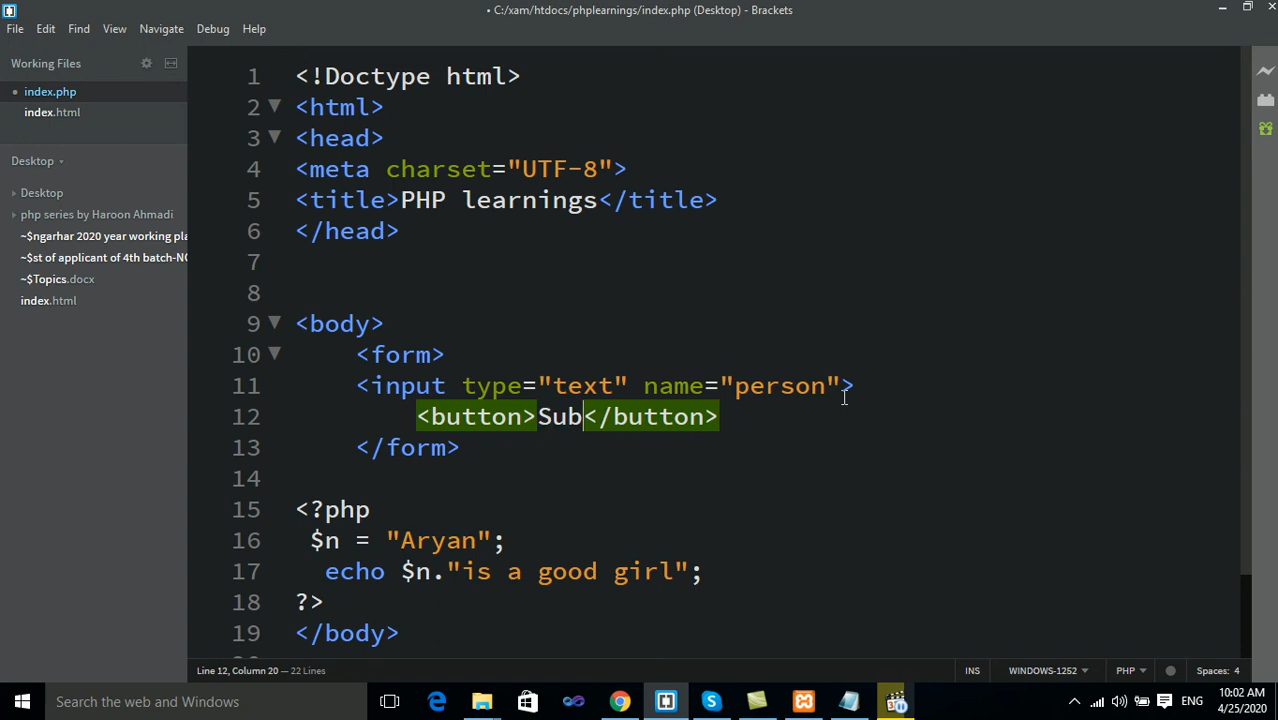 • C:/xam/htdocs/phplearnings/index.php (Desktop) - Brackets
File Edit Find View Navigate Debug Help
Working Files
• index.php
index.html
Desktop
Desktop
php series by Haroon Ahmadi
~$ngarhar 2020 year working pla
~$st of applicant of 4th batch-NO
~$Topics.docx
index.html
1 <!Doctype html>
2 <html>
3 <head>
4 <meta charset="UTF-8">
5 <title>PHP learnings</title>
6 </head>
7
8
9 <body>
10 <form>
11 <input type="text" name="person">
12 <button>Sub</button>
13 </form>
14
15 <?php
16 $n = "Aryan";
17 echo $n."is a good girl";
18 ?>
19 </body>
Line 12, Column 20 — 22 Lines INS WINDOWS-1252 PHP Spaces: 4
Search the web and Windows
ENG
10:02 AM
4/25/2020